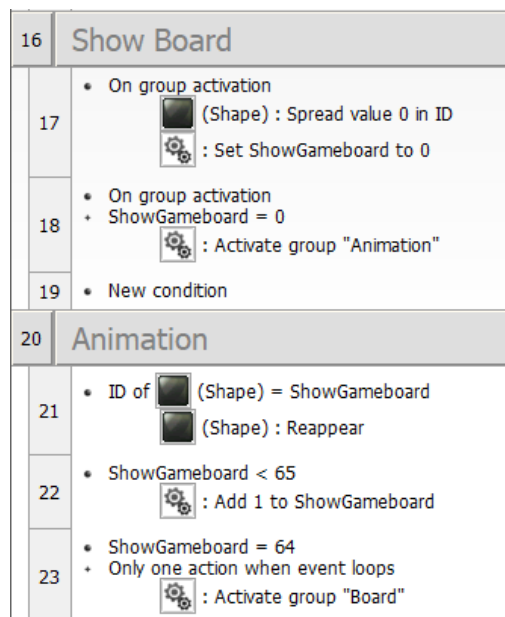 16 Show Board
17 • On group activation
(Shape) : Spread value 0 in ID
: Set ShowGameboard to 0
18 • On group activation
+ ShowGameboard = 0
: Activate group "Animation"
19 • New condition
20 Animation
21 • ID of (Shape) = ShowGameboard
(Shape) : Reappear
22 • ShowGameboard < 65
: Add 1 to ShowGameboard
23 • ShowGameboard = 64
+ Only one action when event loops
: Activate group "Board"